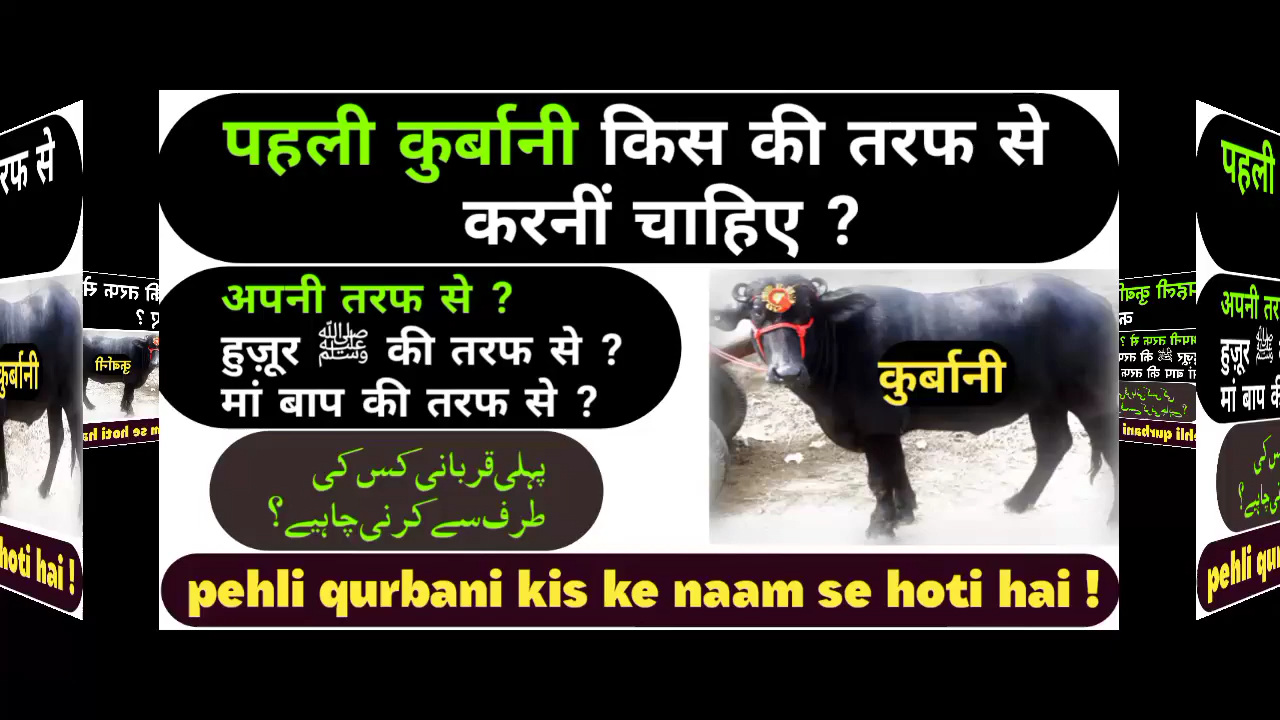 पहली कुर्बानी किस की तरफ से
करनीं चाहिए ?
अपनी तरफ से ?
हुज़ूर ﷺ की तरफ से ?
मां बाप की तरफ से ?
कुर्बानी
پہلی قربانی کس کی
طرف سے کرنی چاہیے؟
pehli qurbani kis ke naam se hoti hai !